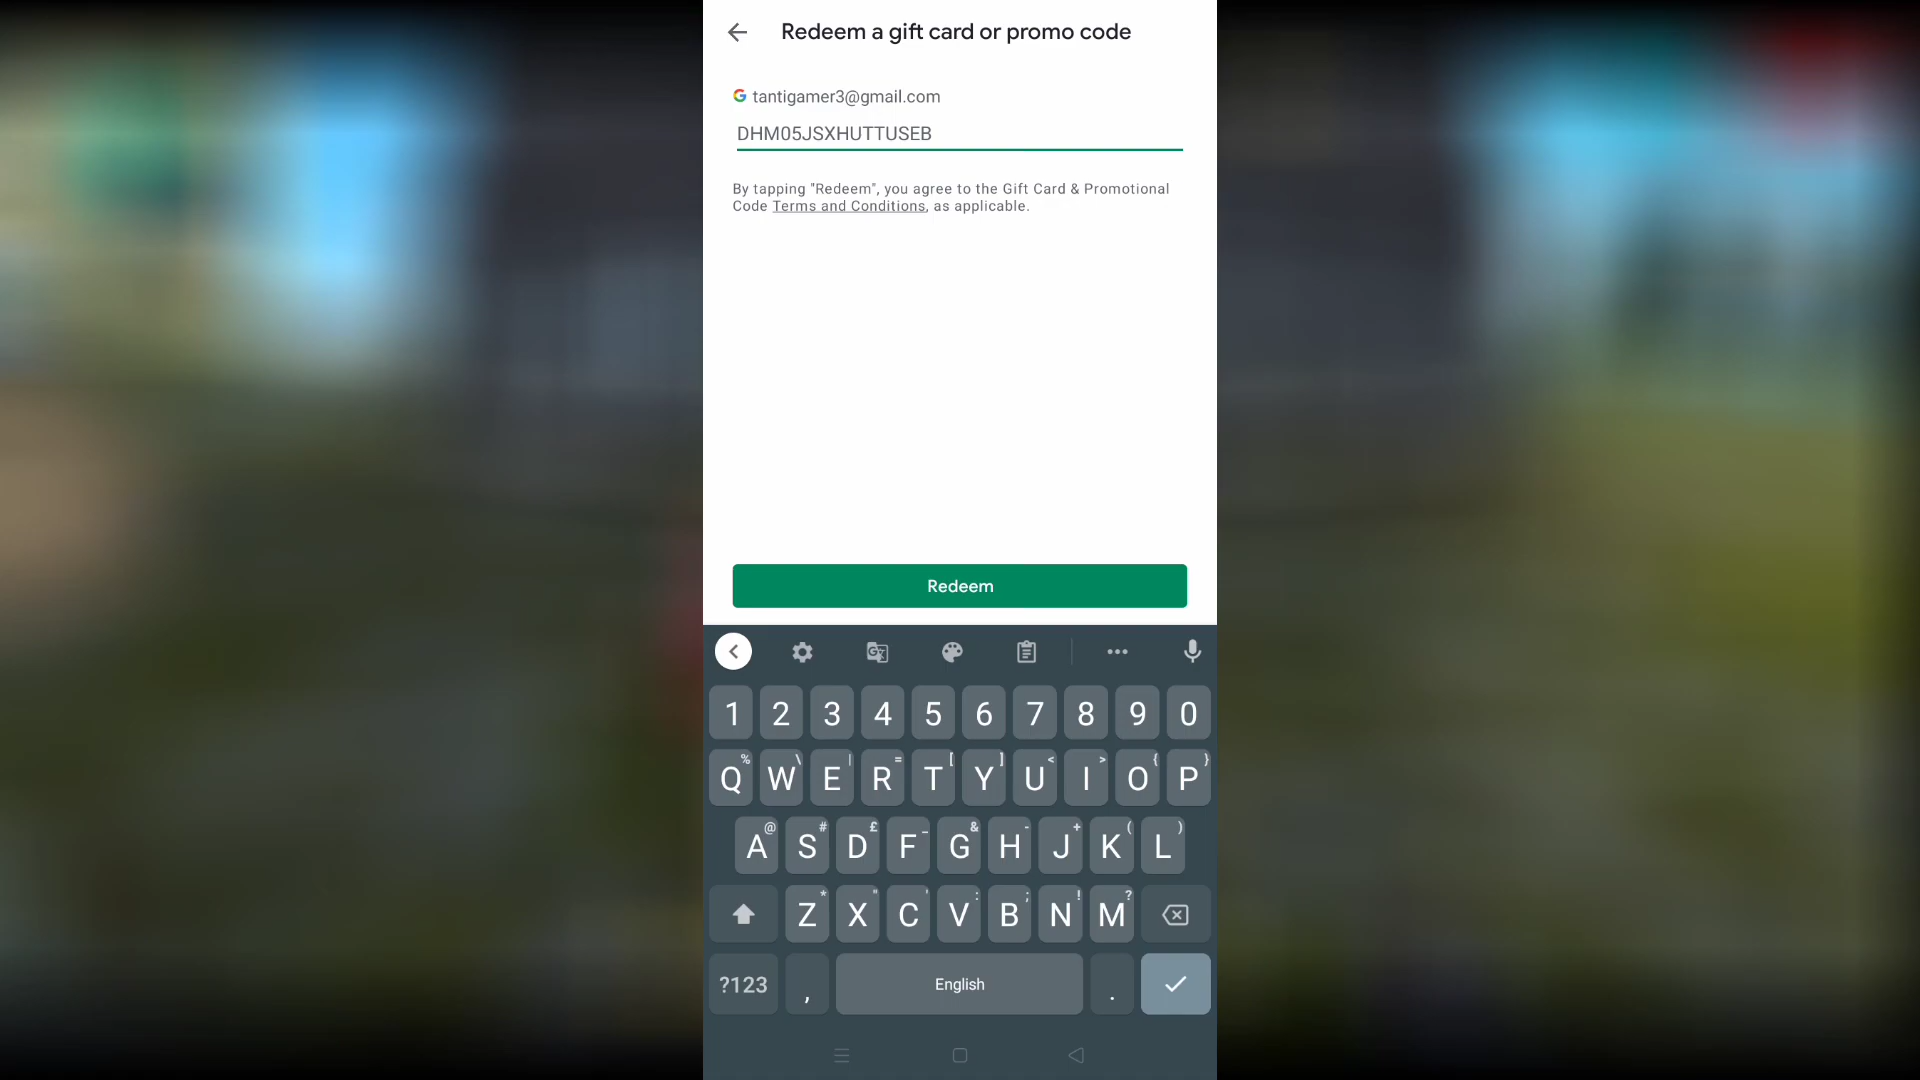 Redeem a gift card or promo code
tantigamer3@gmail.com
DHM05JSXHUTTUSEB
By tapping "Redeem", you agree to the Gift Card & Promotional
Code Terms and Conditions, as applicable.
Redeem
1 2 3 4 5 6 7 8 9 0
% \ | = [ ] < > { }
Q W E R T Y U I O P
@ # £ _ & - + ( )
A S D F G H J K L
* " ' : ; ! ?
Z X C V B N M
?123 , English .